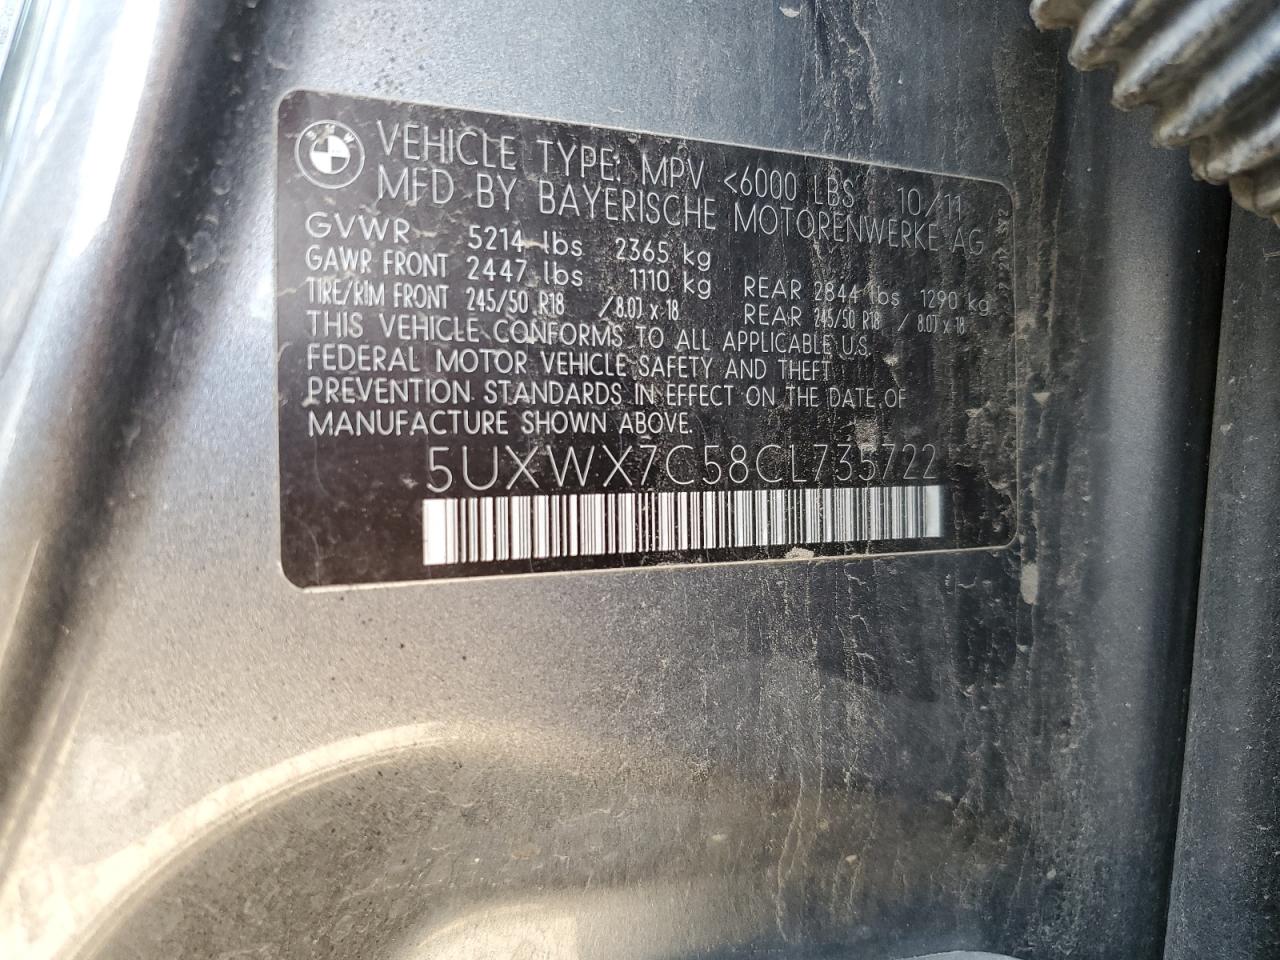 BMW
VEHICLE TYPE: MPV <6000 LBS 10/11
MFD BY BAYERISCHE MOTORENWERKE AG
GVWR 5214 lbs 2365 kg
GAWR FRONT 2447 lbs 1110 kg REAR 2844 lbs 1290 kg
TIRE/RIM FRONT 245/50 R18 /8.0J x 18 REAR 245/50 R18 / 8.0J x 18
THIS VEHICLE CONFORMS TO ALL APPLICABLE U.S.
FEDERAL MOTOR VEHICLE SAFETY AND THEFT
PREVENTION STANDARDS IN EFFECT ON THE DATE OF
MANUFACTURE SHOWN ABOVE.
5UXWX7C58CL735722